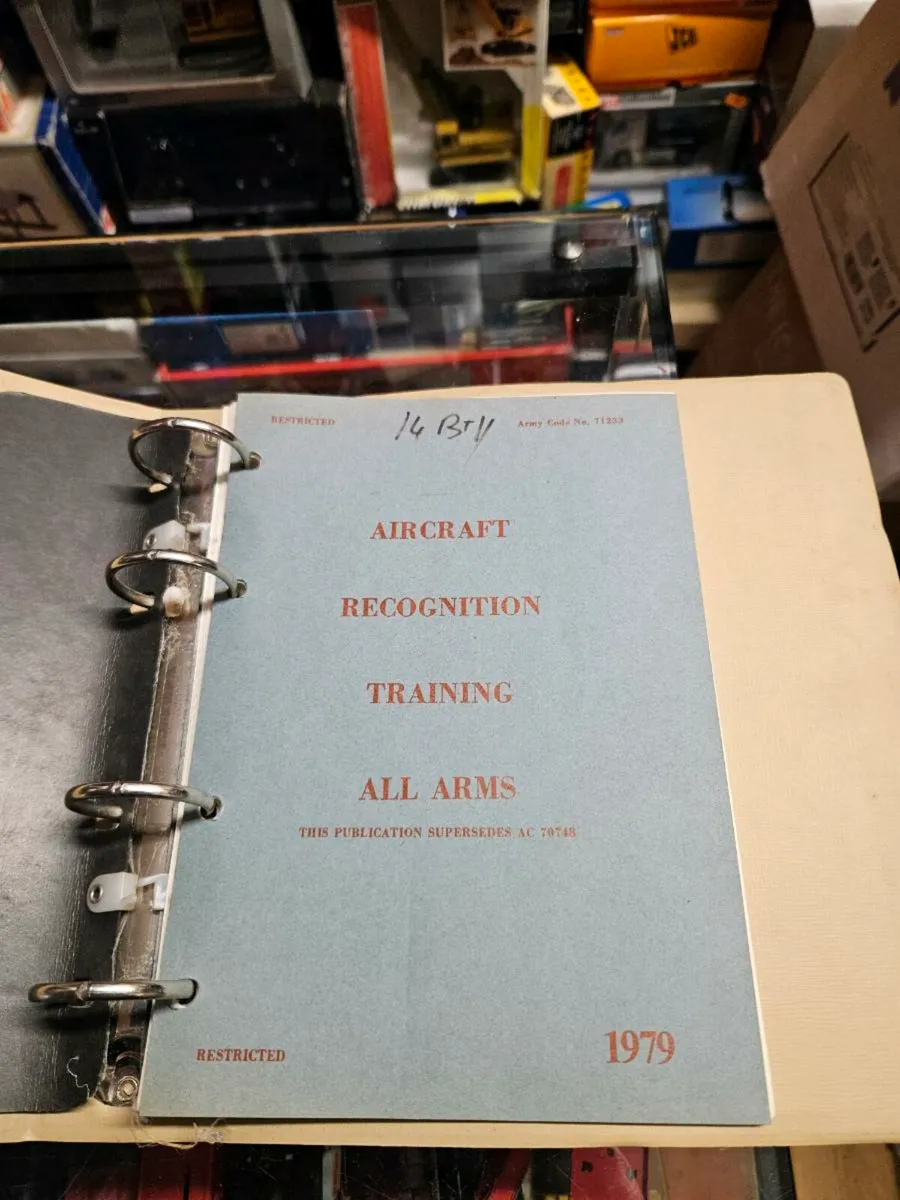 JCB
RESTRICTED
14 Bty
Army Code No. 71253
AIRCRAFT
RECOGNITION
TRAINING
ALL ARMS
THIS PUBLICATION SUPERSEDES AC 70748
RESTRICTED
1979